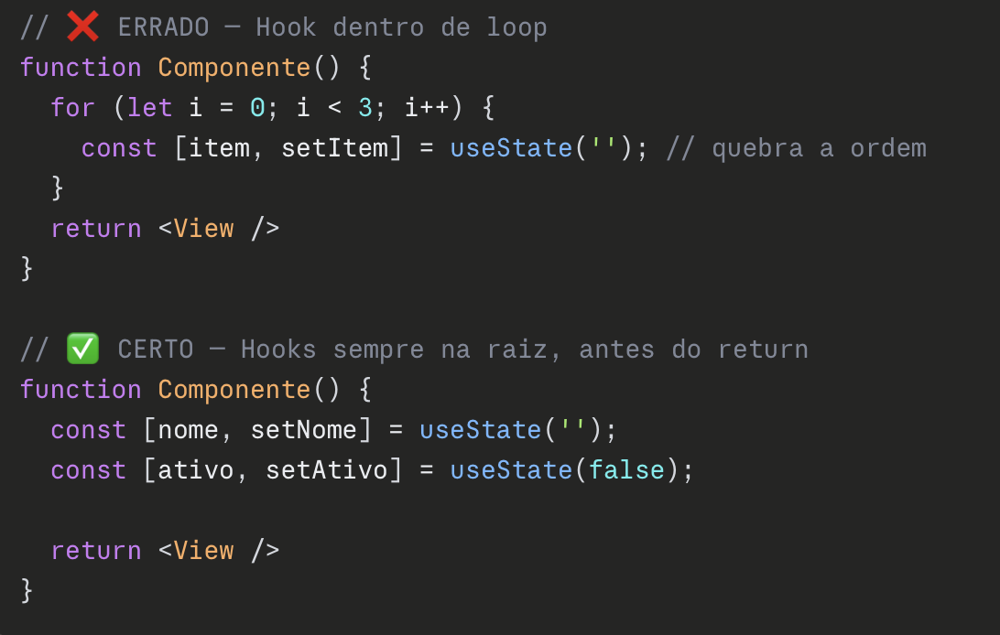 // ❌ ERRADO — Hook dentro de loop
function Componente() {
  for (let i = 0; i < 3; i++) {
    const [item, setItem] = useState(''); // quebra a ordem
  }
  return <View />
}

// ✅ CERTO — Hooks sempre na raiz, antes do return
function Componente() {
  const [nome, setNome] = useState('');
  const [ativo, setAtivo] = useState(false);

  return <View />
}